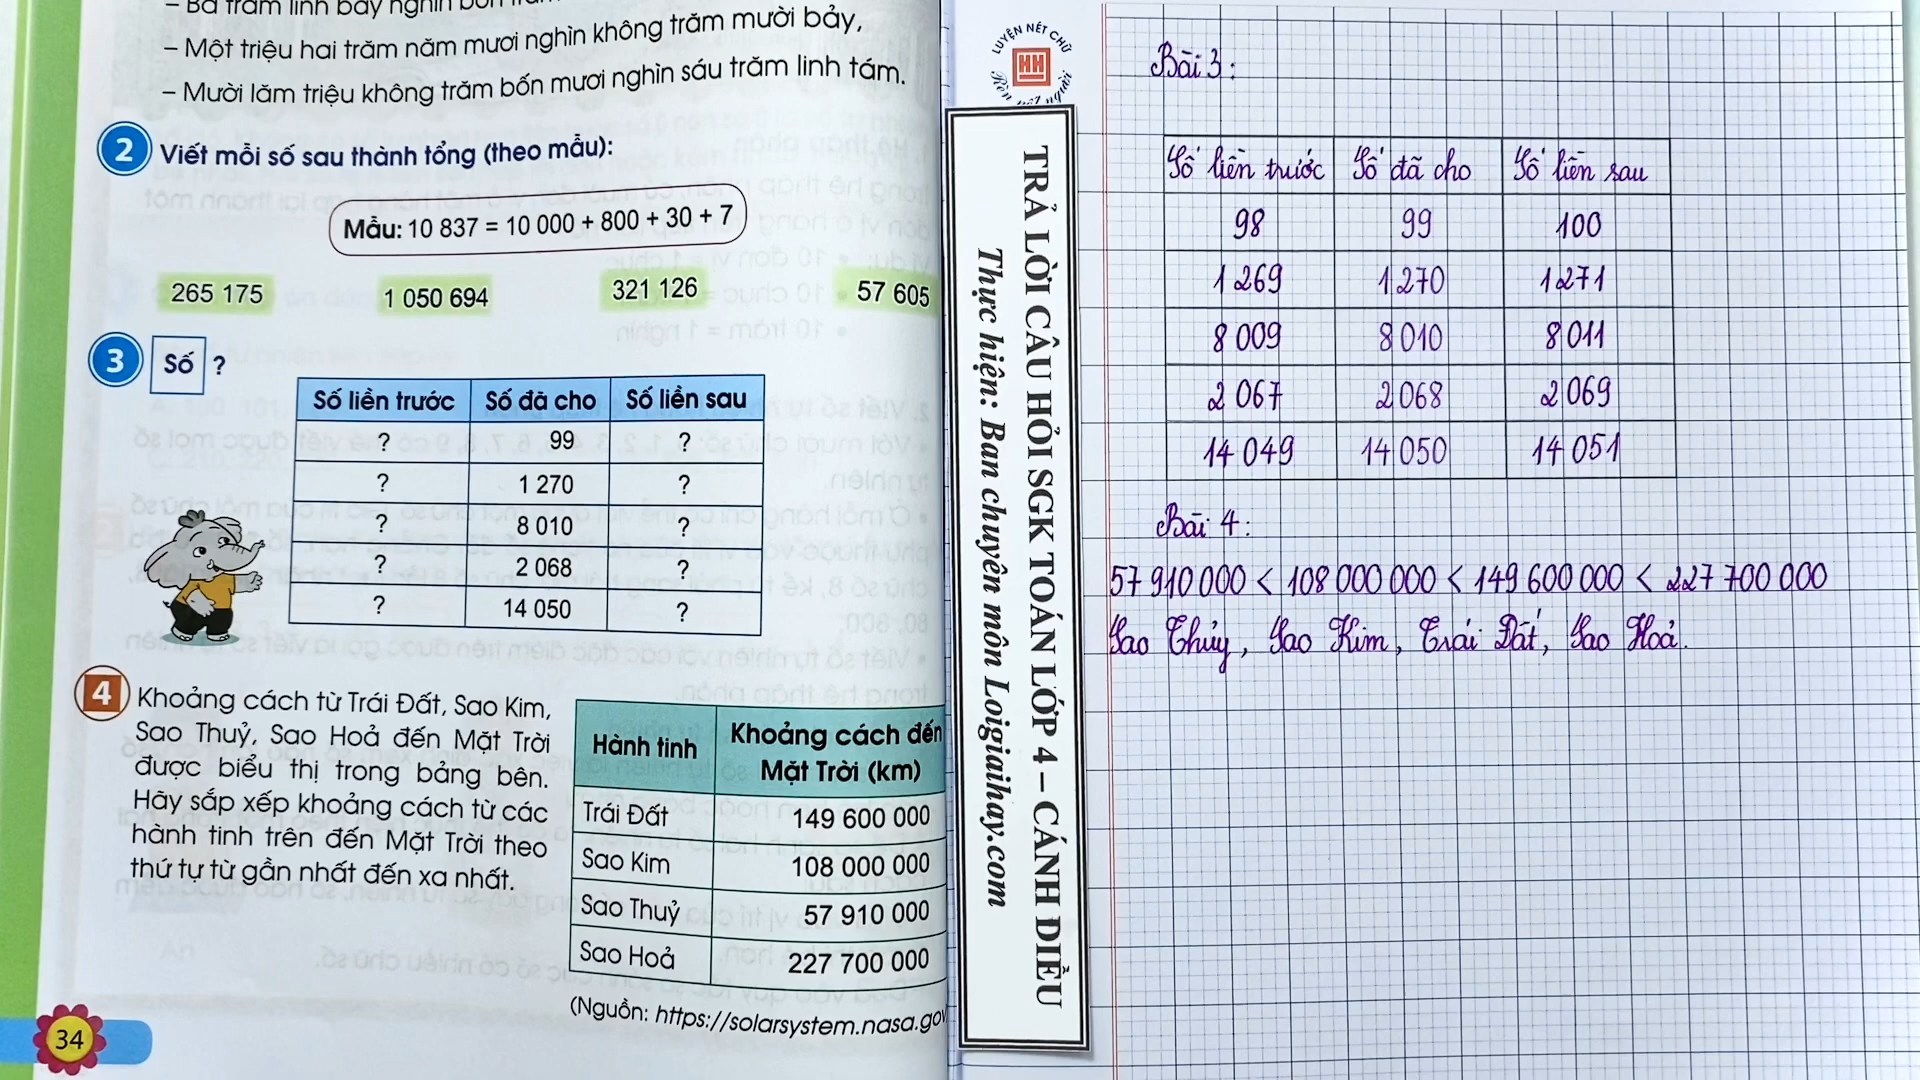 – Ba trăm linh bảy nghìn bốn
– Một triệu hai trăm năm mươi nghìn không trăm mười bảy,
– Mười lăm triệu không trăm bốn mươi nghìn sáu trăm linh tám.
2 Viết mỗi số sau thành tổng (theo mẫu):
Mẫu: 10 837 = 10 000 + 800 + 30 + 7
265 175 1 050 694 321 126 57 605
3 Số ?
Số liền trước Số đã cho Số liền sau
? 99 ?
? 1 270 ?
? 8 010 ?
? 2 068 ?
? 14 050 ?
4 Khoảng cách từ Trái Đất, Sao Kim,
Sao Thuỷ, Sao Hoả đến Mặt Trời
được biểu thị trong bảng bên.
Hãy sắp xếp khoảng cách từ các
hành tinh trên đến Mặt Trời theo
thứ tự từ gần nhất đến xa nhất.
Hành tinh Khoảng cách đến
Mặt Trời (km)
Trái Đất 149 600 000
Sao Kim 108 000 000
Sao Thuỷ 57 910 000
Sao Hoả 227 700 000
(Nguồn: https://solarsystem.nasa.gov
34
TRẢ LỜI CÂU HỎI SGK TOÁN LỚP 4 – CÁNH DIỀU
Thực hiện: Ban chuyên môn Loigiaihay.com
LUYỆN NÉT CHỮ
HH
Rèn nết người
Bài 3:
Số liền trước Số đã cho Số liền sau
98 99 100
1 269 1 270 1 271
8 009 8 010 8 011
2 067 2 068 2 069
14 049 14 050 14 051
Bài 4:
57 910 000 < 108 000 000 < 149 600 000 < 227 700 000
Sao Thủy, Sao Kim, Trái Đất, Sao Hoả.